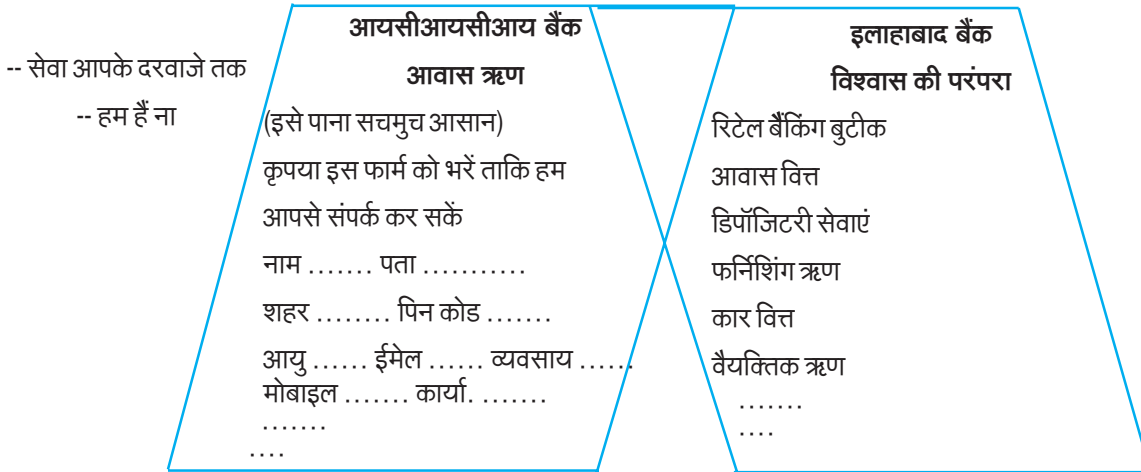 -- सेवा आपके दरवाजे तक
-- हम हैं ना
आयसीआयसीआय बैंक
आवास ऋण
(इसे पाना सचमुच आसान)
कृपया इस फार्म को भरें ताकि हम
आपसे संपर्क कर सकें
नाम ....... पता ...........
शहर ........ पिन कोड .......
आयु ...... ईमेल ...... व्यवसाय ......
मोबाइल ....... कार्या. .......
.......
....
इलाहाबाद बैंक
विश्वास की परंपरा
रिटेल बैंकिंग बुटीक
आवास वित्त
डिपॉजिटरी सेवाएं
फर्निशिंग ऋण
कार वित्त
वैयक्तिक ऋण
.......
....